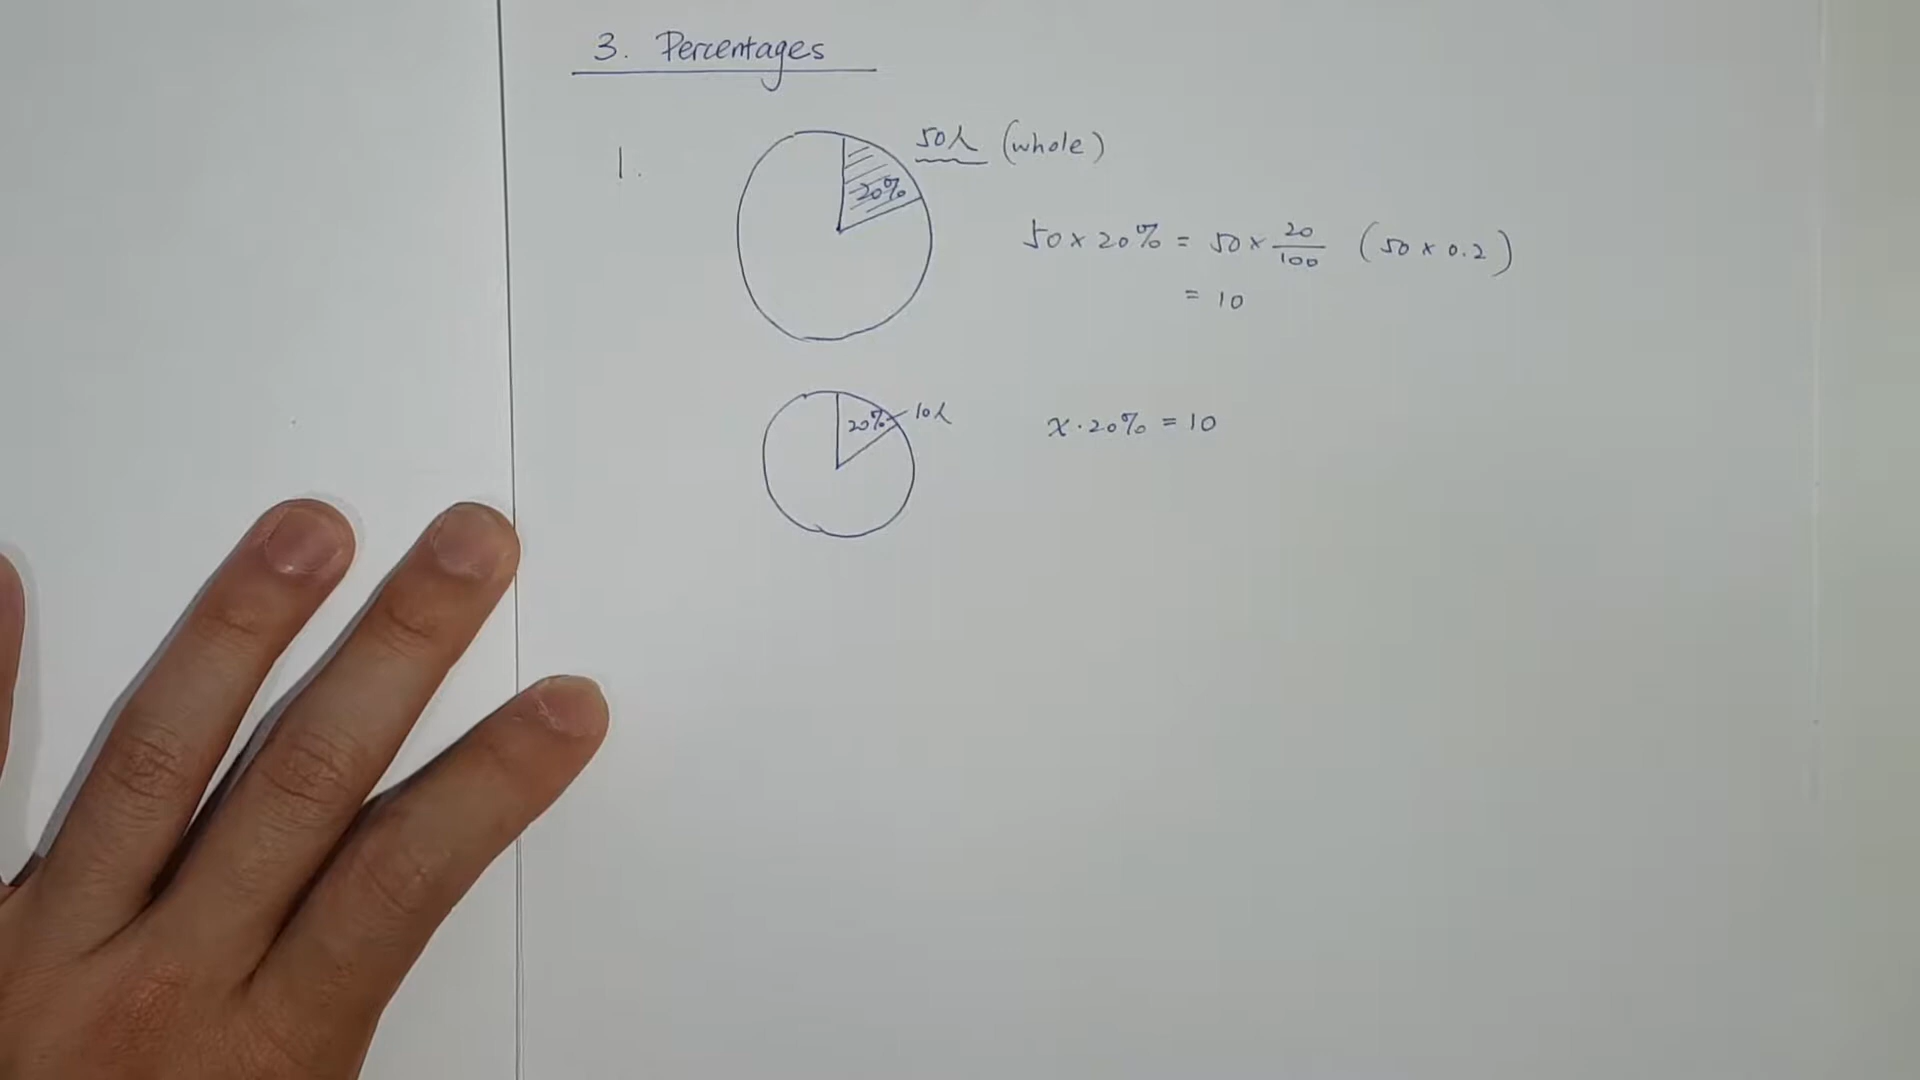 3. Percentages
1.
50人 (whole)
20%
50 × 20% = 50 × 20/100 (50 × 0.2)
= 10
20% 10人
x · 20% = 10